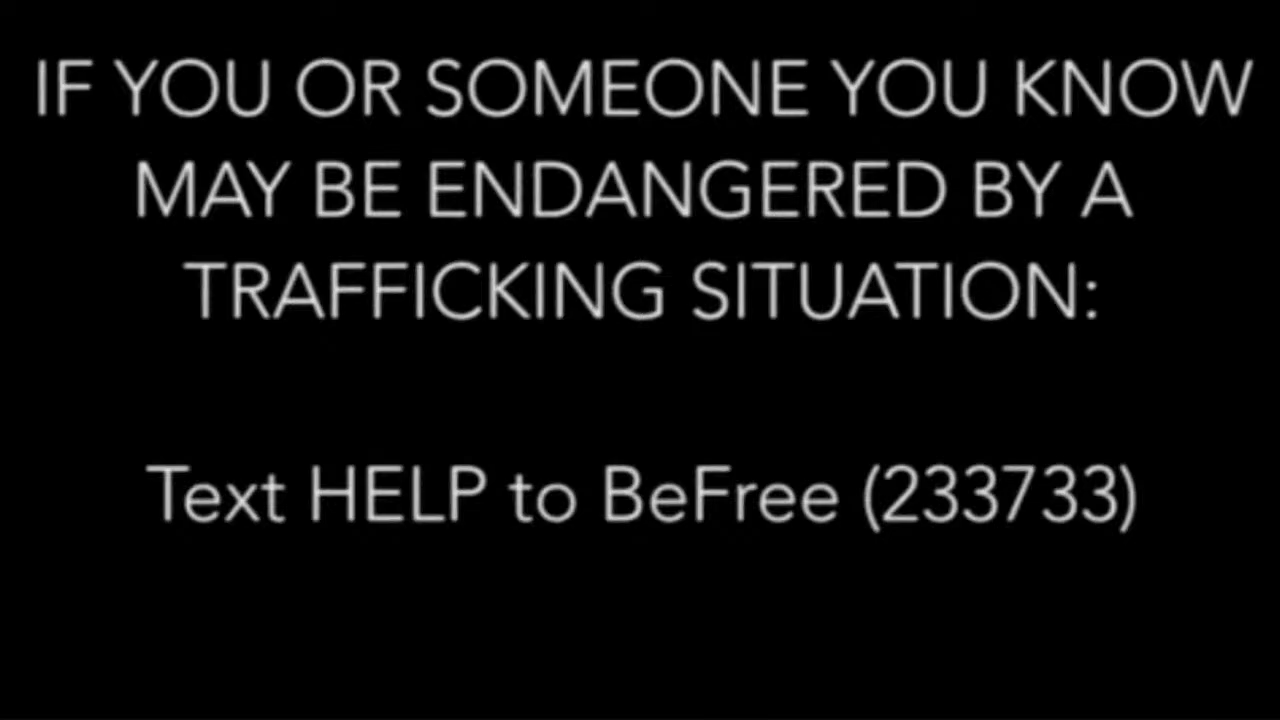 IF YOU OR SOMEONE YOU KNOW
MAY BE ENDANGERED BY A
TRAFFICKING SITUATION:
Text HELP to BeFree (233733)